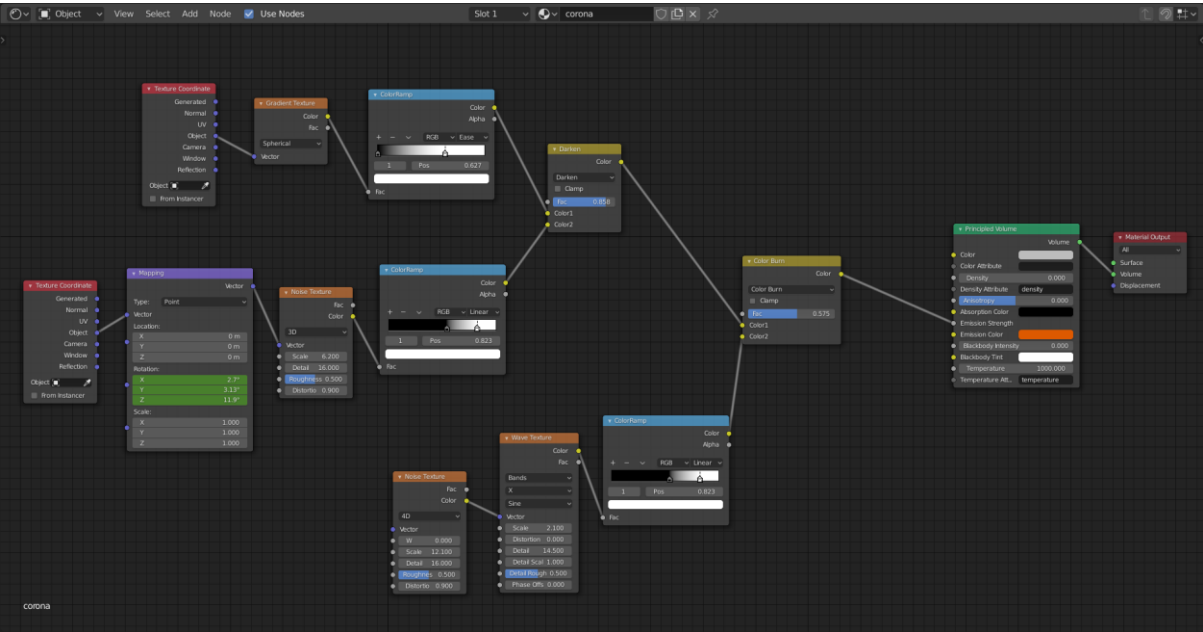 Object View Select Add Node Use Nodes Slot 1 corona
Texture Coordinate
Generated
Normal
UV
Object
Camera
Window
Reflection
Object
From Instancer
Gradient Texture
Color
Fac
Spherical
Vector
ColorRamp
Color
Alpha
+ − RGB Ease
1 Pos 0.627
Fac
Darken
Color
Darken
Clamp
Fac 0.858
Color1
Color2
Texture Coordinate
Generated
Normal
UV
Object
Camera
Window
Reflection
Object
From Instancer
Mapping
Vector
Type: Point
Vector
Location:
X 0 m
Y 0 m
Z 0 m
Rotation:
X 2.7°
Y 3.13°
Z 11.9°
Scale:
X 1.000
Y 1.000
Z 1.000
Noise Texture
Fac
Color
3D
Vector
Scale 6.200
Detail 16.000
Roughness 0.500
Distortio 0.900
ColorRamp
Color
Alpha
+ − RGB Linear
1 Pos 0.823
Fac
Noise Texture
Fac
Color
4D
Vector
W 0.000
Scale 12.100
Detail 16.000
Roughnes 0.500
Distortio 0.900
Wave Texture
Color
Fac
Bands
X
Sine
Vector
Scale 2.100
Distortion 0.000
Detail 14.500
Detail Scal 1.000
Detail Rough 0.500
Phase Offs 0.000
ColorRamp
Color
Alpha
+ − RGB Linear
1 Pos 0.823
Fac
Color Burn
Color
Color Burn
Clamp
Fac 0.575
Color1
Color2
Principled Volume
Volume
Color
Color Attribute
Density 0.000
Density Attribute density
Anisotropy 0.000
Absorption Color
Emission Strength
Emission Color
Blackbody Intensity 0.000
Blackbody Tint
Temperature 1000.000
Temperature Att.. temperature
Material Output
All
Surface
Volume
Displacement
corona